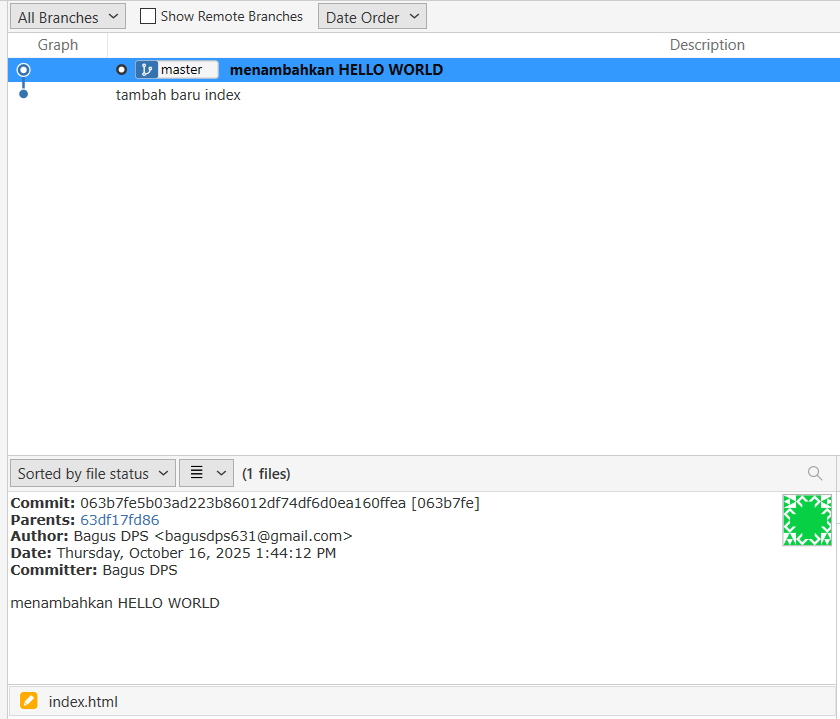 All Branches Show Remote Branches Date Order
Graph Description
master menambahkan HELLO WORLD
tambah baru index
Sorted by file status (1 files)
Commit: 063b7fe5b03ad223b86012df74df6d0ea160ffea [063b7fe]
Parents: 63df17fd86
Author: Bagus DPS <bagusdps631@gmail.com>
Date: Thursday, October 16, 2025 1:44:12 PM
Committer: Bagus DPS
menambahkan HELLO WORLD
index.html